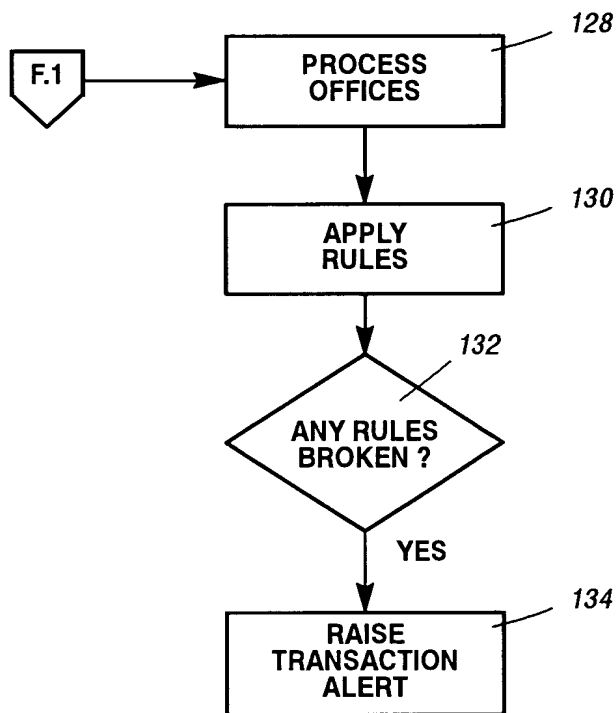 128
F.1
PROCESS
OFFICES
130
APPLY
RULES
132
ANY RULES
BROKEN ?
YES
134
RAISE
TRANSACTION
ALERT